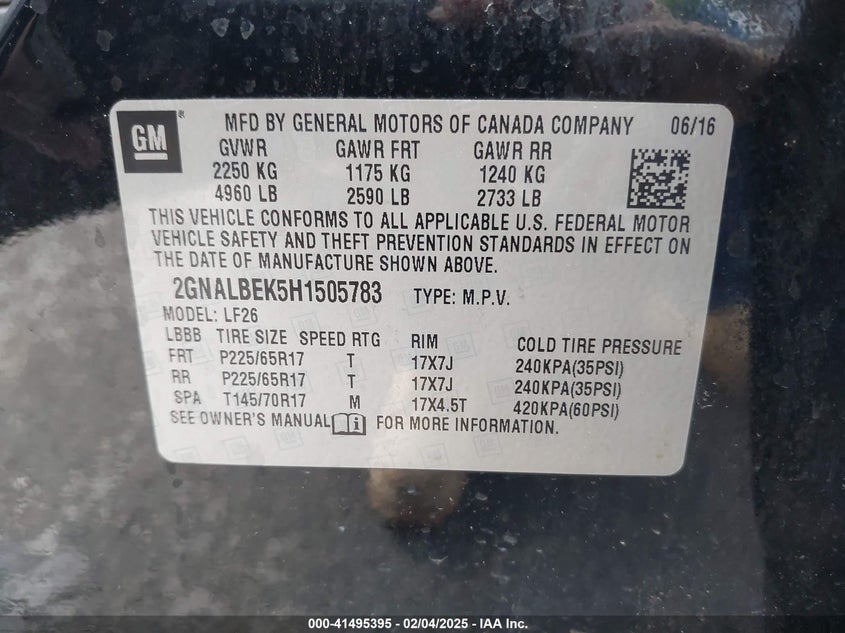 GM®
MFD BY GENERAL MOTORS OF CANADA COMPANY 06/16
GVWR GAWR FRT GAWR RR
2250 KG 1175 KG 1240 KG
4960 LB 2590 LB 2733 LB
THIS VEHICLE CONFORMS TO ALL APPLICABLE U.S. FEDERAL MOTOR
VEHICLE SAFETY AND THEFT PREVENTION STANDARDS IN EFFECT ON
THE DATE OF MANUFACTURE SHOWN ABOVE.
2GNALBEK5H1505783 TYPE: M.P.V.
MODEL: LF26
LBBB TIRE SIZE SPEED RTG RIM COLD TIRE PRESSURE
FRT P225/65R17 T 17X7J 240KPA(35PSI)
RR P225/65R17 T 17X7J 240KPA(35PSI)
SPA T145/70R17 M 17X4.5T 420KPA(60PSI)
SEE OWNER'S MANUAL i FOR MORE INFORMATION.
000-41495395 — 02/04/2025 — IAA Inc.